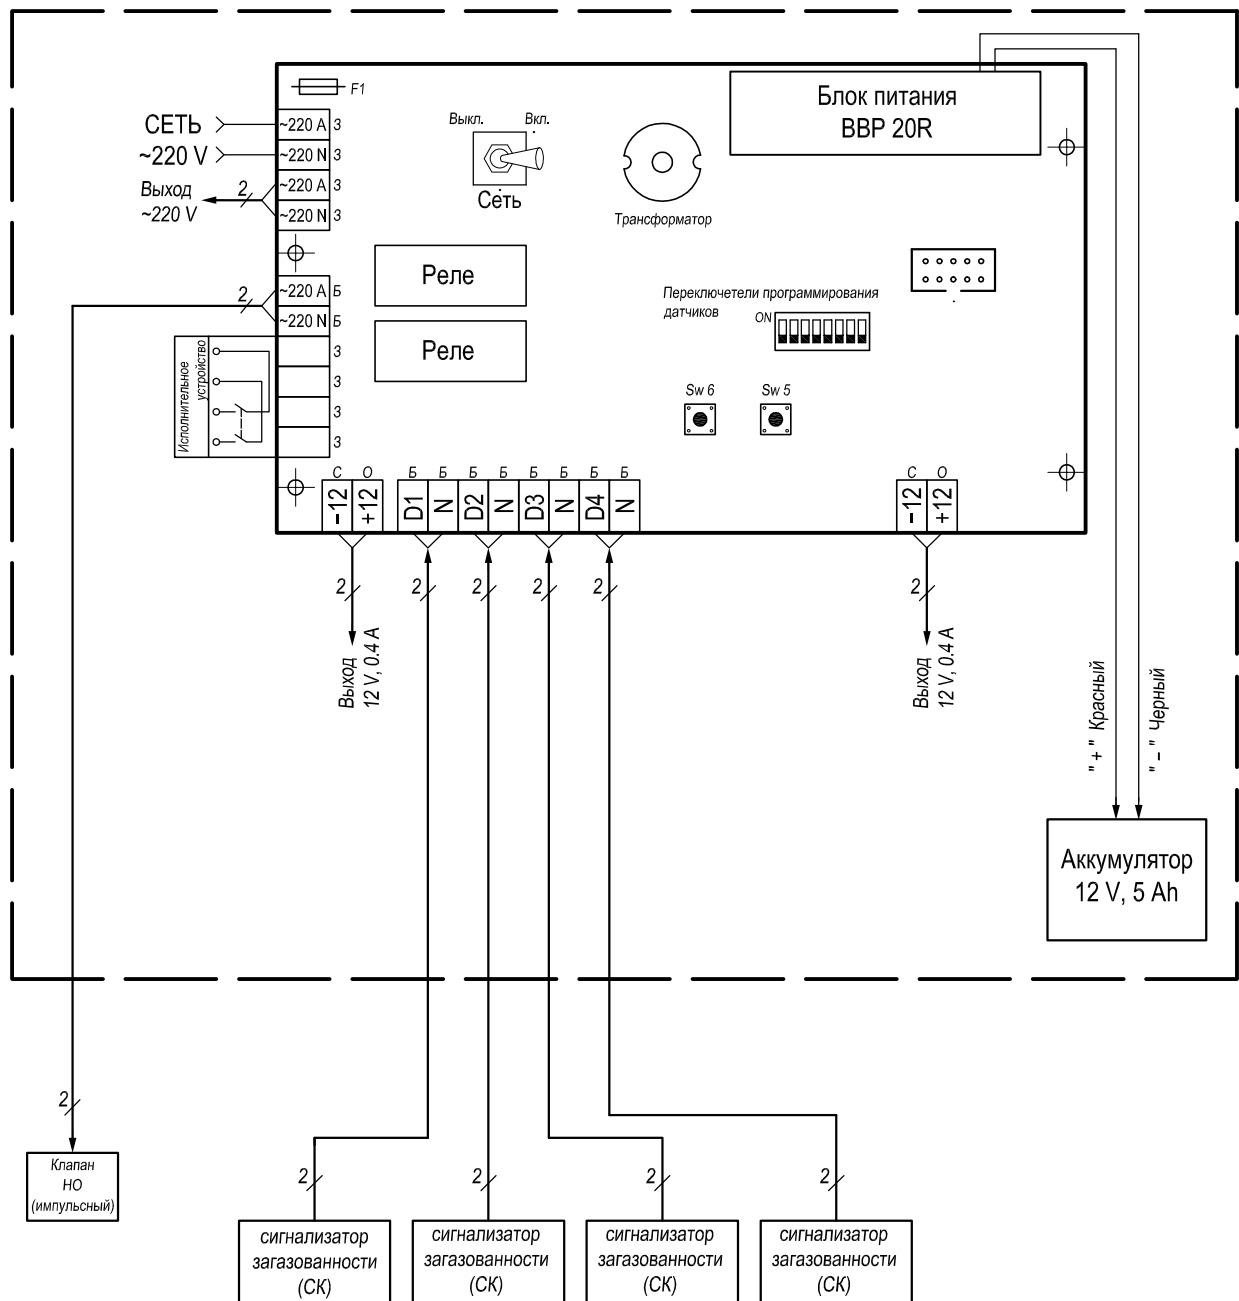 Блок питания
BBP 20R
F1
СЕТЬ
~220 V
~220 A З
~220 N З
~220 A З
~220 N З
Выход
~220 V
2
Выкл.
Вкл.
Сеть
Трансформатор
Реле
Реле
2
~220 A Б
~220 N Б
З
З
З
З
Исполнительное
устройство
Переключетели программирования
датчиков
ON
Sw 6
Sw 5
С О
-12 +12
Б Б Б Б Б Б Б Б
D1 N D2 N D3 N D4 N
С О
-12 +12
2
2
2
2
2
2
Выход
12 V, 0.4 A
Выход
12 V, 0.4 A
"+" Красный
"–" Черный
Аккумулятор
12 V, 5 Ah
2
Клапан
НО
(импульсный)
2
2
2
2
сигнализатор
загазованности
(СК)
сигнализатор
загазованности
(СК)
сигнализатор
загазованности
(СК)
сигнализатор
загазованности
(СК)